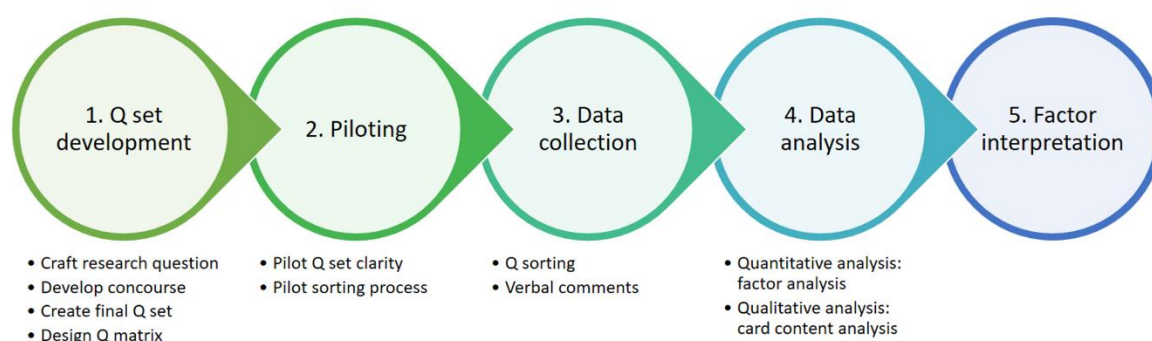 1. Q set
development
2. Piloting
3. Data
collection
4. Data
analysis
5. Factor
interpretation
• Craft research question
• Develop concourse
• Create final Q set
• Design Q matrix
• Pilot Q set clarity
• Pilot sorting process
• Q sorting
• Verbal comments
• Quantitative analysis:
factor analysis
• Qualitative analysis:
card content analysis